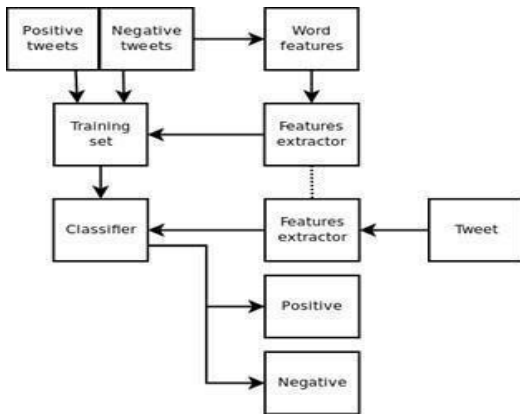 Positive
tweets
Negative
tweets
Word
features
Training
set
Features
extractor
Classifier
Features
extractor
Tweet
Positive
Negative